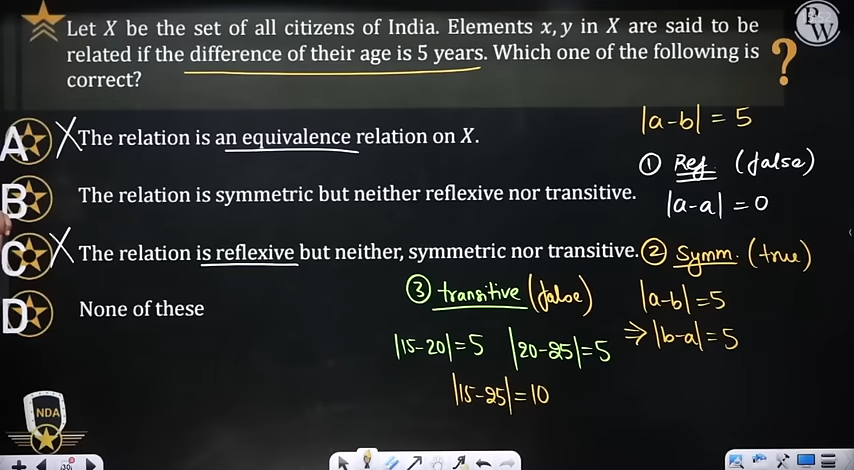 Let X be the set of all citizens of India. Elements x, y in X are said to be
related if the difference of their age is 5 years. Which one of the following is
correct?
?
PW
A
The relation is an equivalence relation on X.
B
The relation is symmetric but neither reflexive nor transitive.
C
The relation is reflexive but neither, symmetric nor transitive.
D
None of these
|a-b| = 5
① Ref. (false)
|a-a| = 0
② Symm. (true)
|a-b| = 5
⇒ |b-a| = 5
③ transitive (false)
|15-20| = 5 |20-25| = 5
|15-25| = 10
NDA